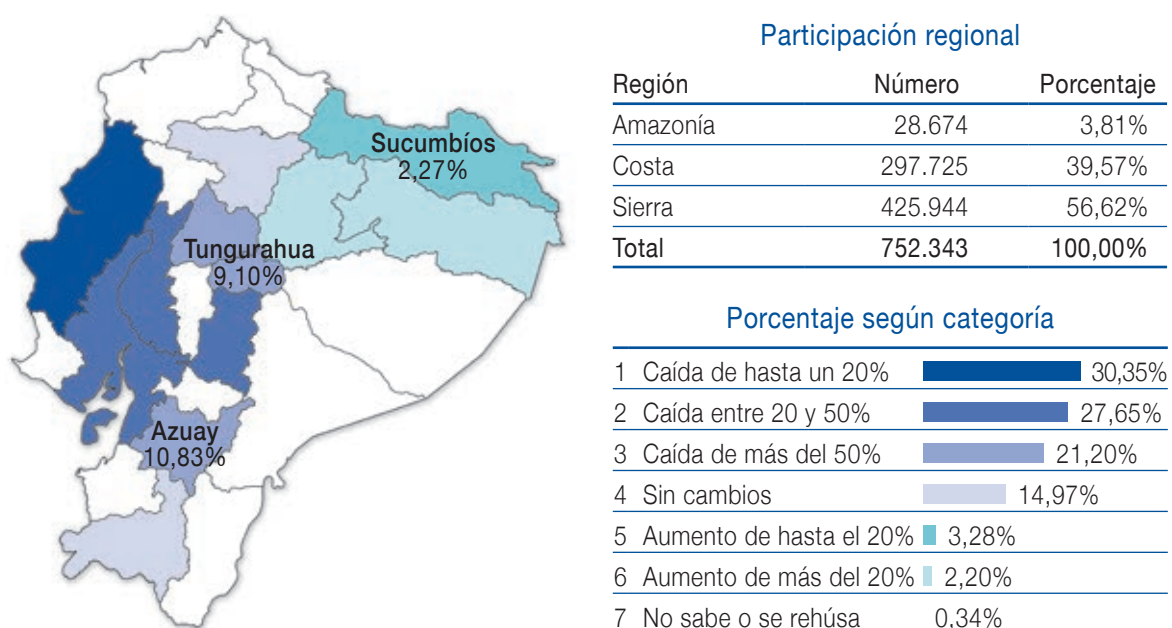 Sucumbíos
2,27%
Tungurahua
9,10%
Azuay
10,83%
Participación regional
Región Número Porcentaje
Amazonía 28.674 3,81%
Costa 297.725 39,57%
Sierra 425.944 56,62%
Total 752.343 100,00%
Porcentaje según categoría
1 Caída de hasta un 20% 30,35%
2 Caída entre 20 y 50% 27,65%
3 Caída de más del 50% 21,20%
4 Sin cambios 14,97%
5 Aumento de hasta el 20% 3,28%
6 Aumento de más del 20% 2,20%
7 No sabe o se rehúsa 0,34%